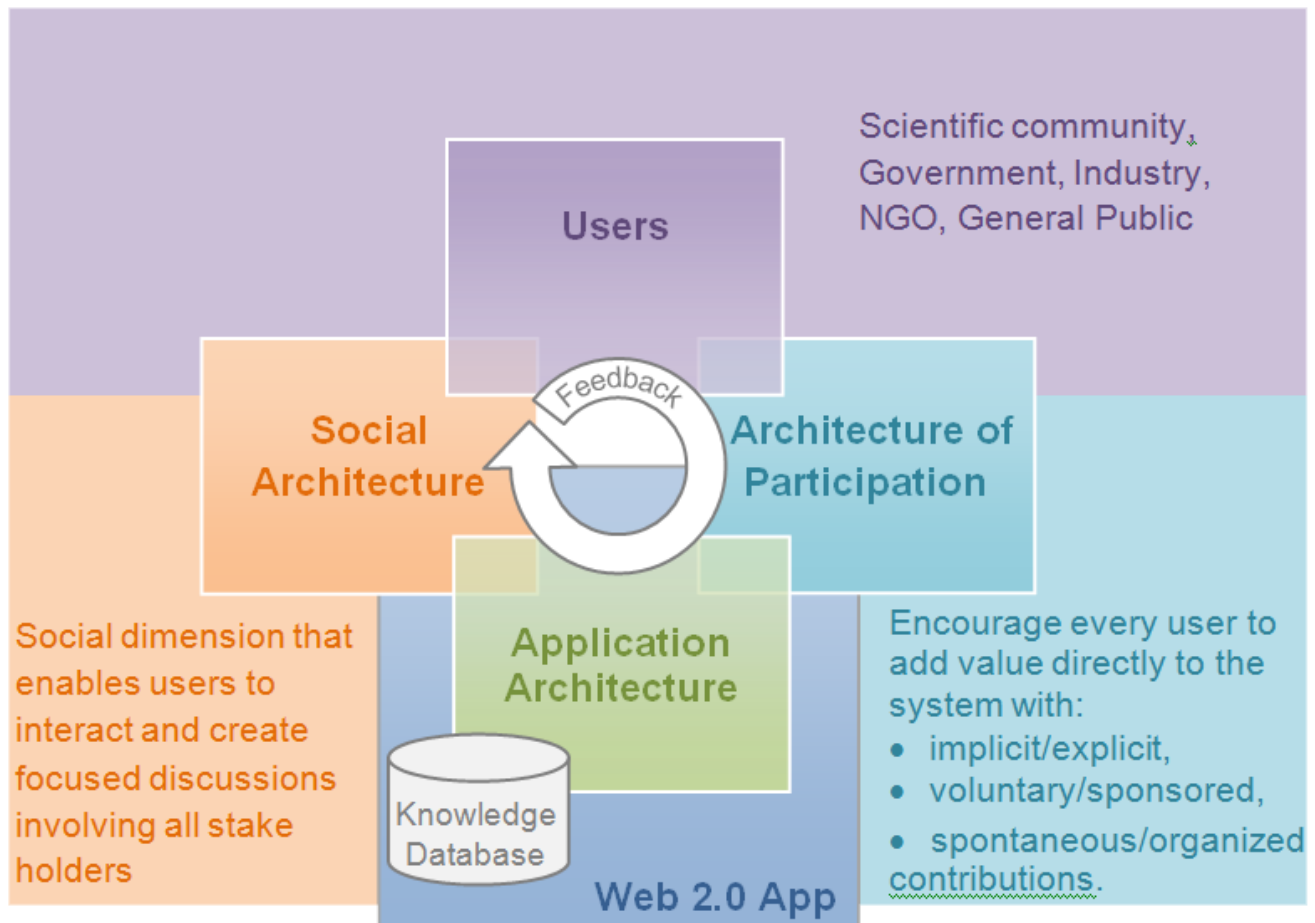 Scientific community,
Government, Industry,
NGO, General Public
Users
Feedback
Social
Architecture
Architecture of
Participation
Application
Architecture
Social dimension that
enables users to
interact and create
focused discussions
involving all stake
holders
Encourage every user to
add value directly to the
system with:
• implicit/explicit,
• voluntary/sponsored,
• spontaneous/organized
contributions.
Knowledge
Database
Web 2.0 App